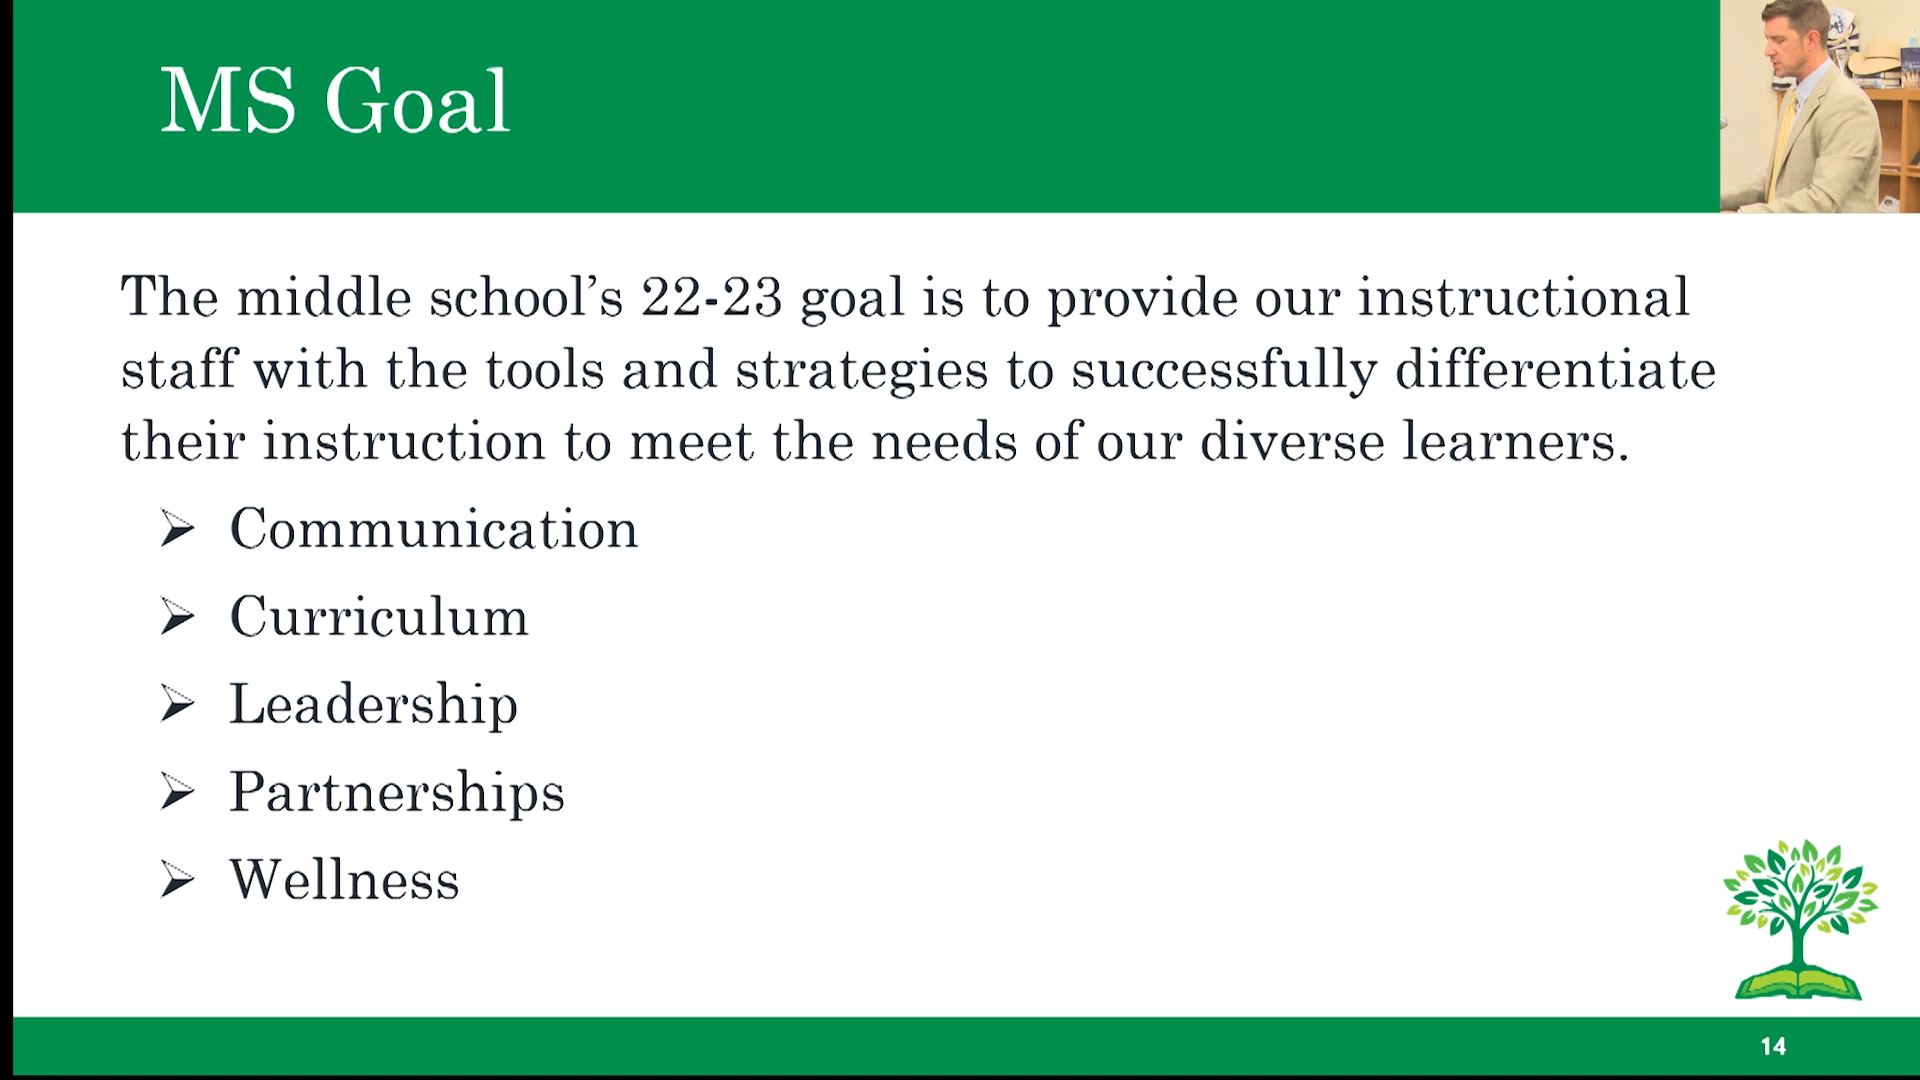 MS Goal
The middle school’s 22-23 goal is to provide our instructional
staff with the tools and strategies to successfully differentiate
their instruction to meet the needs of our diverse learners.
➢ Communication
➢ Curriculum
➢ Leadership
➢ Partnerships
➢ Wellness
14